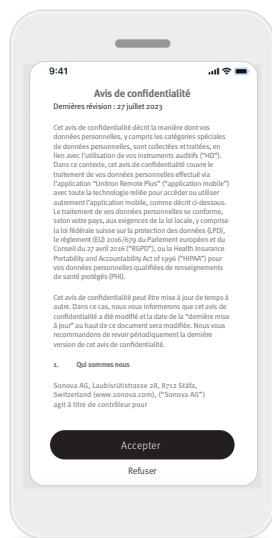 9:41
Avis de confidentialité
Dernières révision : 27 juillet 2023
Cet avis de confidentialité décrit la manière dont vos
données personnelles, y compris les catégories spéciales
de données personnelles, sont collectées et traitées, en
lien avec l'utilisation de vos instruments auditifs ("HD").
Dans ce contexte, cet avis de confidentialité couvre le
traitement de vos données personnelles effectué via
l'application "Unitron Remote Plus" ("application mobile")
avec toute la technologie reliée pour accéder ou utiliser
autrement l'application mobile, comme décrit ci-dessous.
Le traitement de vos données personnelles se conforme,
selon votre pays, aux exigences de la loi locale, y comprise
la loi fédérale suisse sur la protection des données (LPD),
le règlement (EU) 2016/679 du Parlement européen et du
Conseil du 27 avril 2016 ("RGPD"), ou la Health Insurance
Portability and Accountability Act of 1996 ("HIPAA") pour
vos données personnelles qualifiées de renseignements
de santé protégés (PHI).
Cet avis de confidentialité peut être mise à jour de temps à
autre. Dans ce cas, nous vous informerons que cet avis de
confidentialité a été modifié et la date de la "dernière mise
à jour" au haut de ce document sera modifiée. Nous vous
recommandons de revoir périodiquement la dernière
version de cet avis de confidentialité.
1. Qui sommes nous
Sonova AG, Laubisrütistrasse 28, 8712 Stäfa,
Switzerland (www.sonova.com), ("Sonova AG")
agit à titre de contrôleur pour
Accepter
Refuser